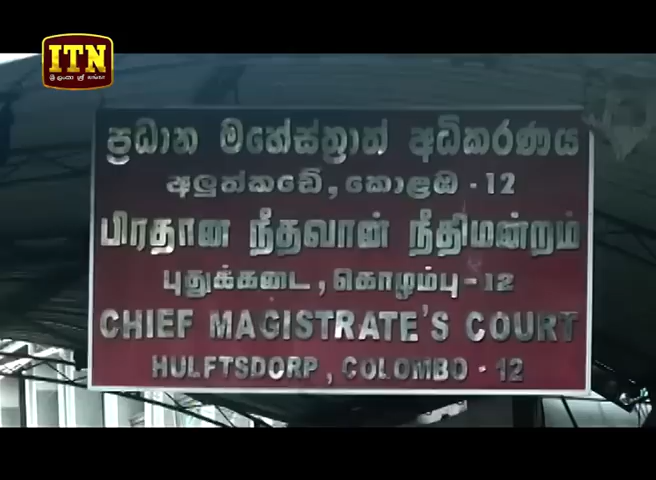 ITN
ප්‍රධාන මහේස්ත්‍රාත් අධිකරණය
අලුත්කඩේ, කොළඹ - 12
பிரதான நீதவான் நீதிமன்றம்
புதுக்கடை, கொழும்பு - 12
CHIEF MAGISTRATE'S COURT
HULFTSDORP, COLOMBO - 12